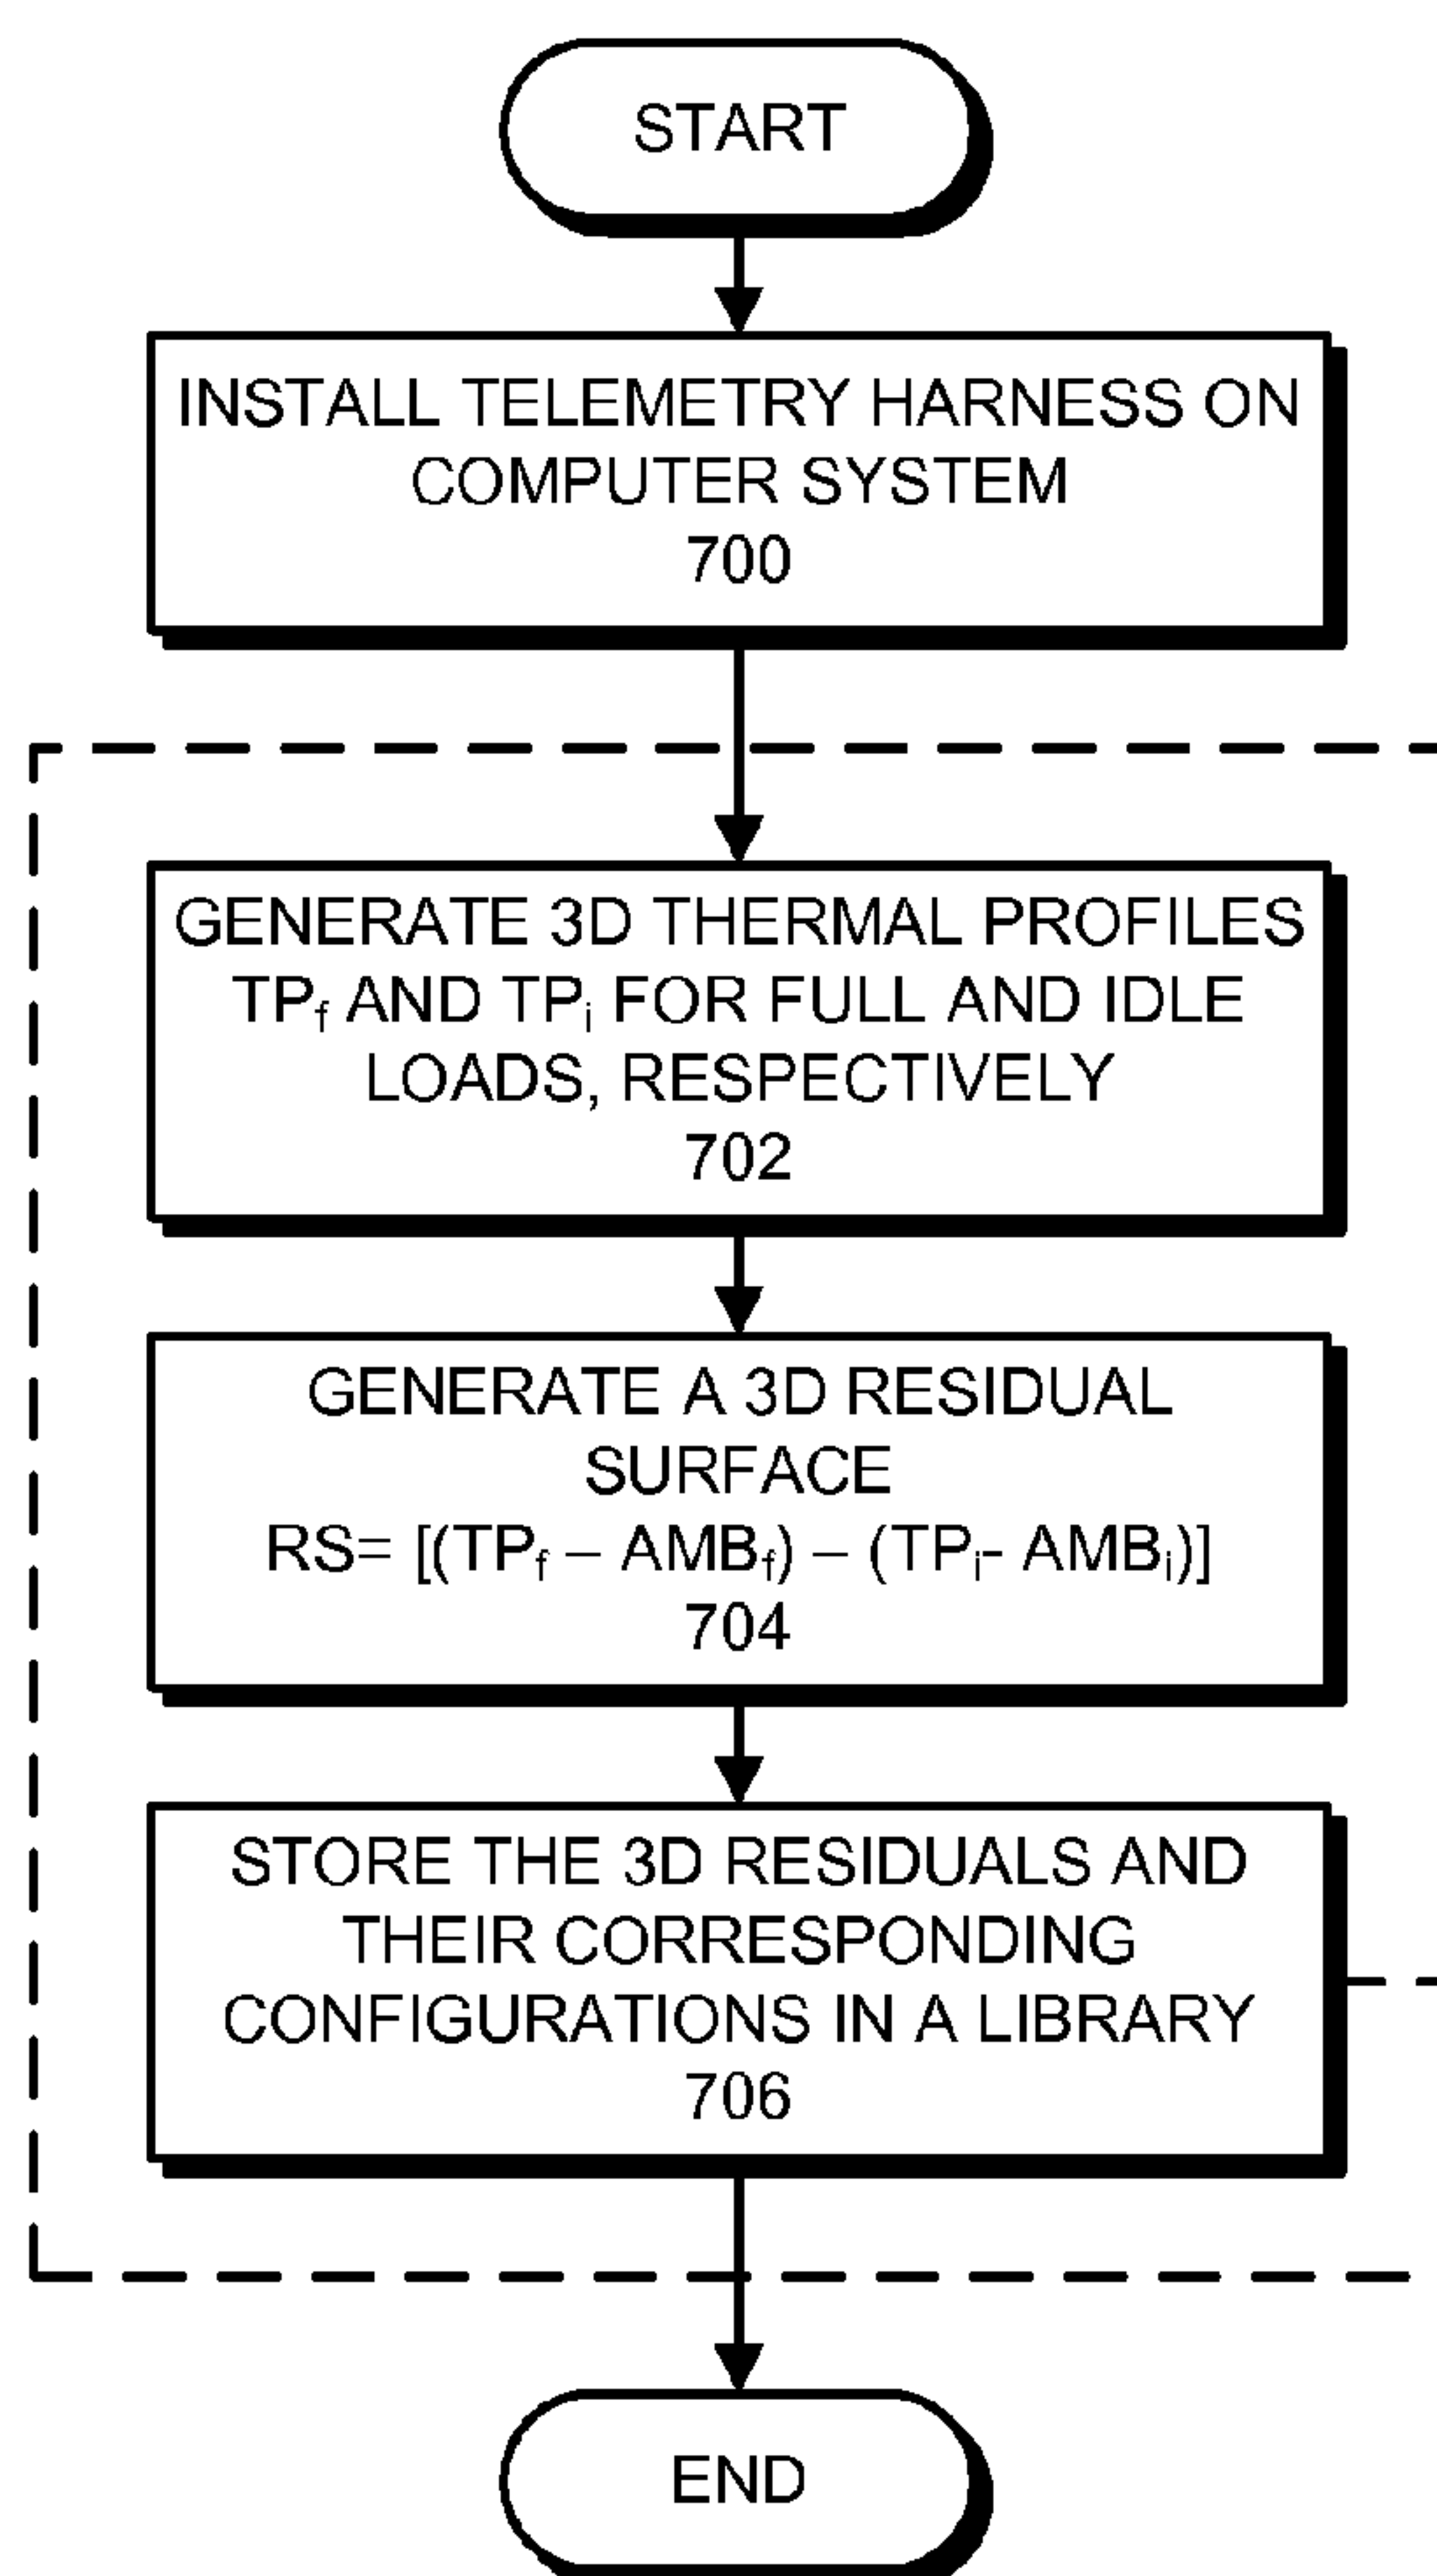 START
INSTALL TELEMETRY HARNESS ON
COMPUTER SYSTEM
700
GENERATE 3D THERMAL PROFILES
TPf AND TPi FOR FULL AND IDLE
LOADS, RESPECTIVELY
702
GENERATE A 3D RESIDUAL
SURFACE
RS= [(TPf – AMBf) – (TPi- AMBi)]
704
STORE THE 3D RESIDUALS AND
THEIR CORRESPONDING
CONFIGURATIONS IN A LIBRARY
706
END